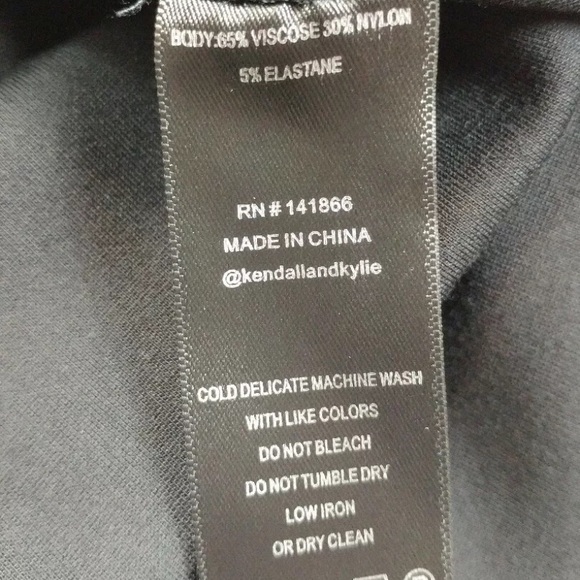 BODY:65% VISCOSE 30% NYLON
5% ELASTANE
RN # 141866
MADE IN CHINA
@kendallandkylie
COLD DELICATE MACHINE WASH
WITH LIKE COLORS
DO NOT BLEACH
DO NOT TUMBLE DRY
LOW IRON
OR DRY CLEAN